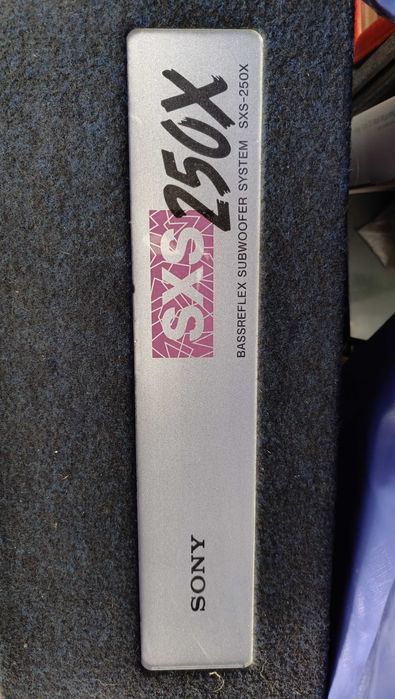 SONY
SXS 250X
BASSREFLEX SUBWOOFER SYSTEM SXS-250X